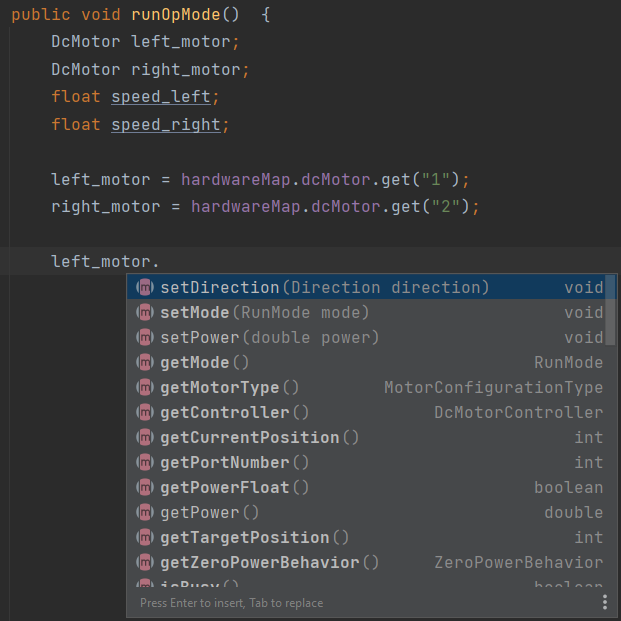 public void runOpMode()  {
DcMotor left_motor;
DcMotor right_motor;
float speed_left;
float speed_right;
left_motor = hardwareMap.dcMotor.get("1");
right_motor = hardwareMap.dcMotor.get("2");
left_motor.
m setDirection(Direction direction) void
m setMode(RunMode mode) void
m setPower(double power) void
m getMode() RunMode
m getMotorType() MotorConfigurationType
m getController() DcMotorController
m getCurrentPosition() int
m getPortNumber() int
m getPowerFloat() boolean
m getPower() double
m getTargetPosition() int
m getZeroPowerBehavior() ZeroPowerBehavior
m isBusy() boolean
Press Enter to insert, Tab to replace